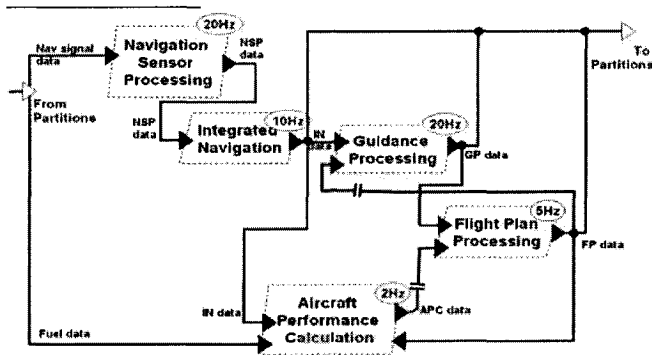 20Hz
Nav signal
data
Navigation
Sensor
Processing
NSP
data
To
Partitions
From
Partitions
NSP
data
10Hz
Integrated
Navigation
IN
data
20Hz
Guidance
Processing
GP data
5Hz
Flight Plan
Processing
FP data
2Hz
IN data
Aircraft
Performance
Calculation
APC data
Fuel data